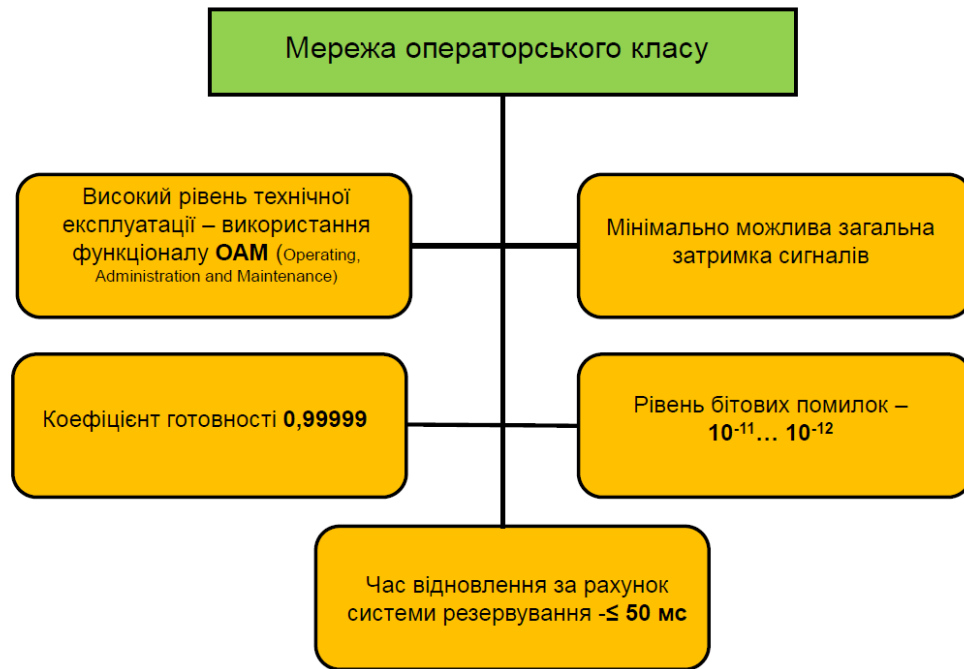 Мережа операторського класу
Високий рівень технічної
експлуатації – використання
функціоналу OAM (Operating,
Administration and Maintenance)
Мінімально можлива загальна
затримка сигналів
Коефіцієнт готовності 0,99999
Рівень бітових помилок –
10⁻¹¹… 10⁻¹²
Час відновлення за рахунок
системи резервування -≤ 50 мс